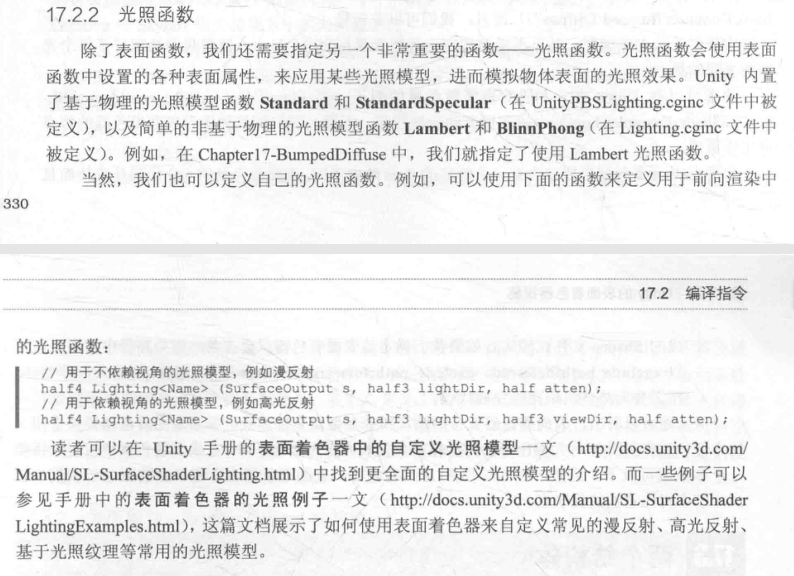 17.2.2 光照函数
除了表面函数，我们还需要指定另一个非常重要的函数——光照函数。光照函数会使用表面
函数中设置的各种表面属性，来应用某些光照模型，进而模拟物体表面的光照效果。Unity 内置
了基于物理的光照模型函数 Standard 和 StandardSpecular（在 UnityPBSLighting.cginc 文件中被
定义），以及简单的非基于物理的光照模型函数 Lambert 和 BlinnPhong（在 Lighting.cginc 文件中
被定义）。例如，在 Chapter17-BumpedDiffuse 中，我们就指定了使用 Lambert 光照函数。
当然，我们也可以定义自己的光照函数。例如，可以使用下面的函数来定义用于前向渲染中
330
17.2 编译指令
的光照函数：
// 用于不依赖视角的光照模型，例如漫反射
half4 Lighting<Name> (SurfaceOutput s, half3 lightDir, half atten);
// 用于依赖视角的光照模型，例如高光反射
half4 Lighting<Name> (SurfaceOutput s, half3 lightDir, half3 viewDir, half atten);
读者可以在 Unity 手册的表面着色器中的自定义光照模型一文（http://docs.unity3d.com/
Manual/SL-SurfaceShaderLighting.html）中找到更全面的自定义光照模型的介绍。而一些例子可以
参见手册中的表面着色器的光照例子一文（http://docs.unity3d.com/Manual/SL-SurfaceShader
LightingExamples.html），这篇文档展示了如何使用表面着色器来自定义常见的漫反射、高光反射、
基于光照纹理等常用的光照模型。